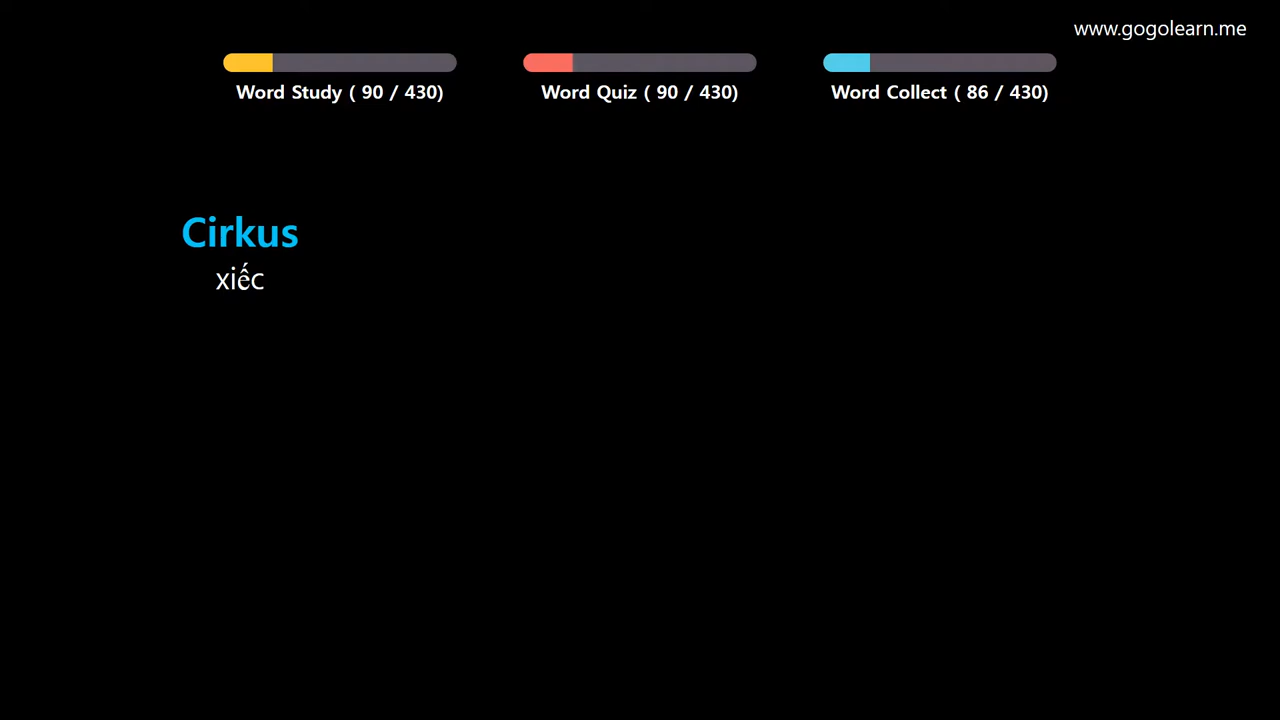 www.gogolearn.me
Word Study ( 90 / 430)
Word Quiz ( 90 / 430)
Word Collect ( 86 / 430)
Cirkus
xiếc